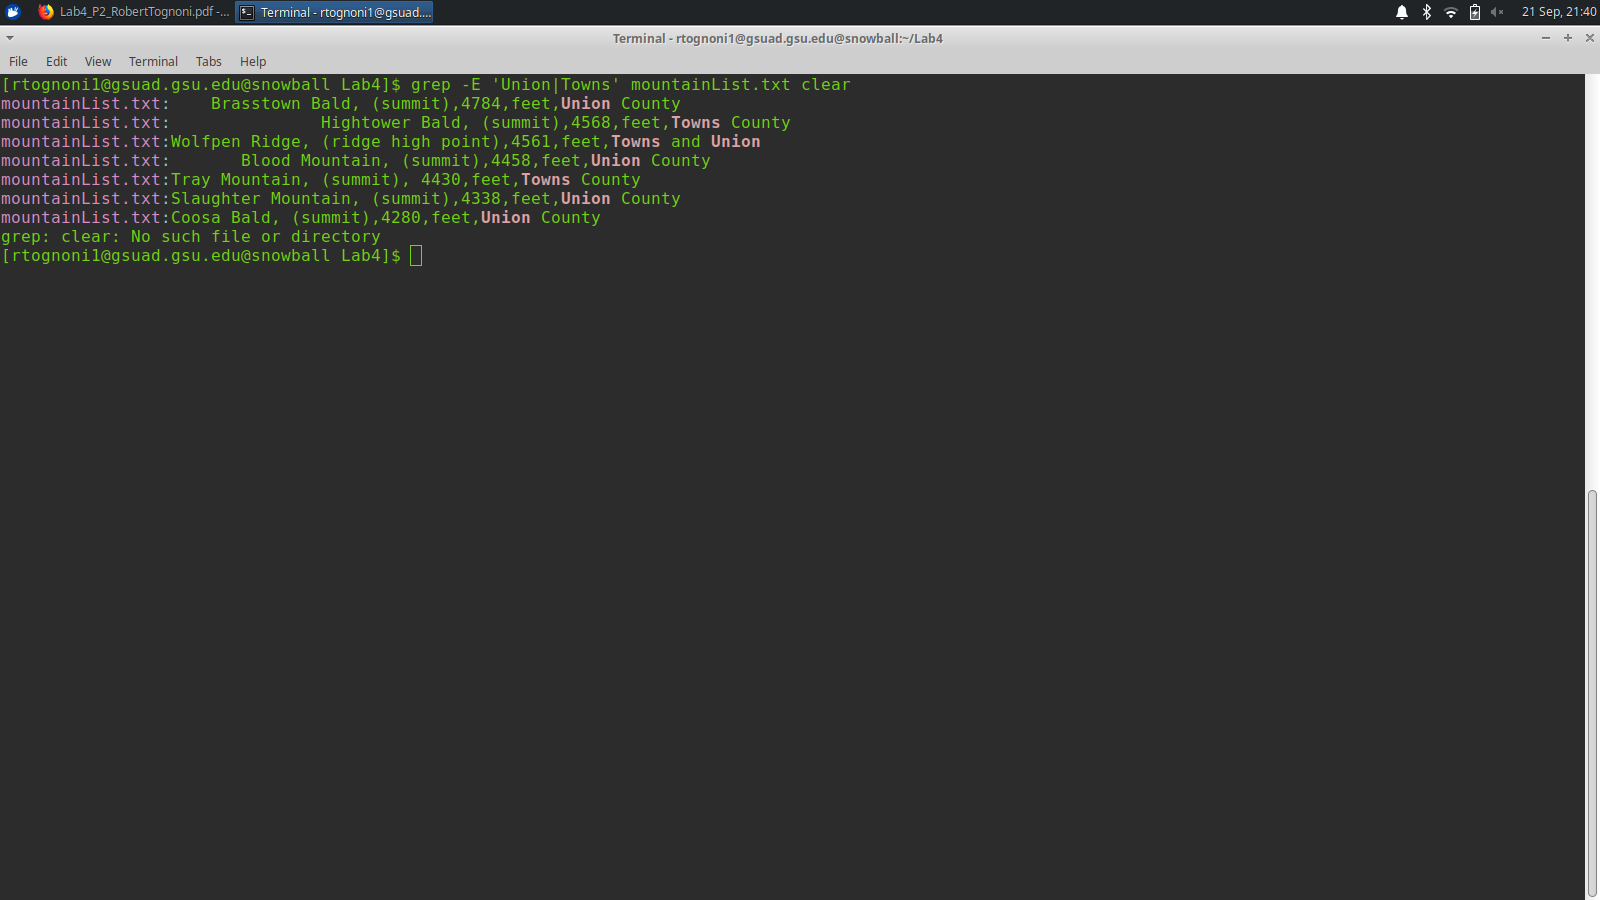 Lab4_P2_RobertTognoni.pdf -... Terminal - rtognoni1@gsuad.... 21 Sep, 21:40
Terminal - rtognoni1@gsuad.gsu.edu@snowball:~/Lab4
File Edit View Terminal Tabs Help
[rtognoni1@gsuad.gsu.edu@snowball Lab4]$ grep -E 'Union|Towns' mountainList.txt clear
mountainList.txt:    Brasstown Bald, (summit),4784,feet,Union County
mountainList.txt:               Hightower Bald, (summit),4568,feet,Towns County
mountainList.txt:Wolfpen Ridge, (ridge high point),4561,feet,Towns and Union
mountainList.txt:       Blood Mountain, (summit),4458,feet,Union County
mountainList.txt:Tray Mountain, (summit), 4430,feet,Towns County
mountainList.txt:Slaughter Mountain, (summit),4338,feet,Union County
mountainList.txt:Coosa Bald, (summit),4280,feet,Union County
grep: clear: No such file or directory
[rtognoni1@gsuad.gsu.edu@snowball Lab4]$